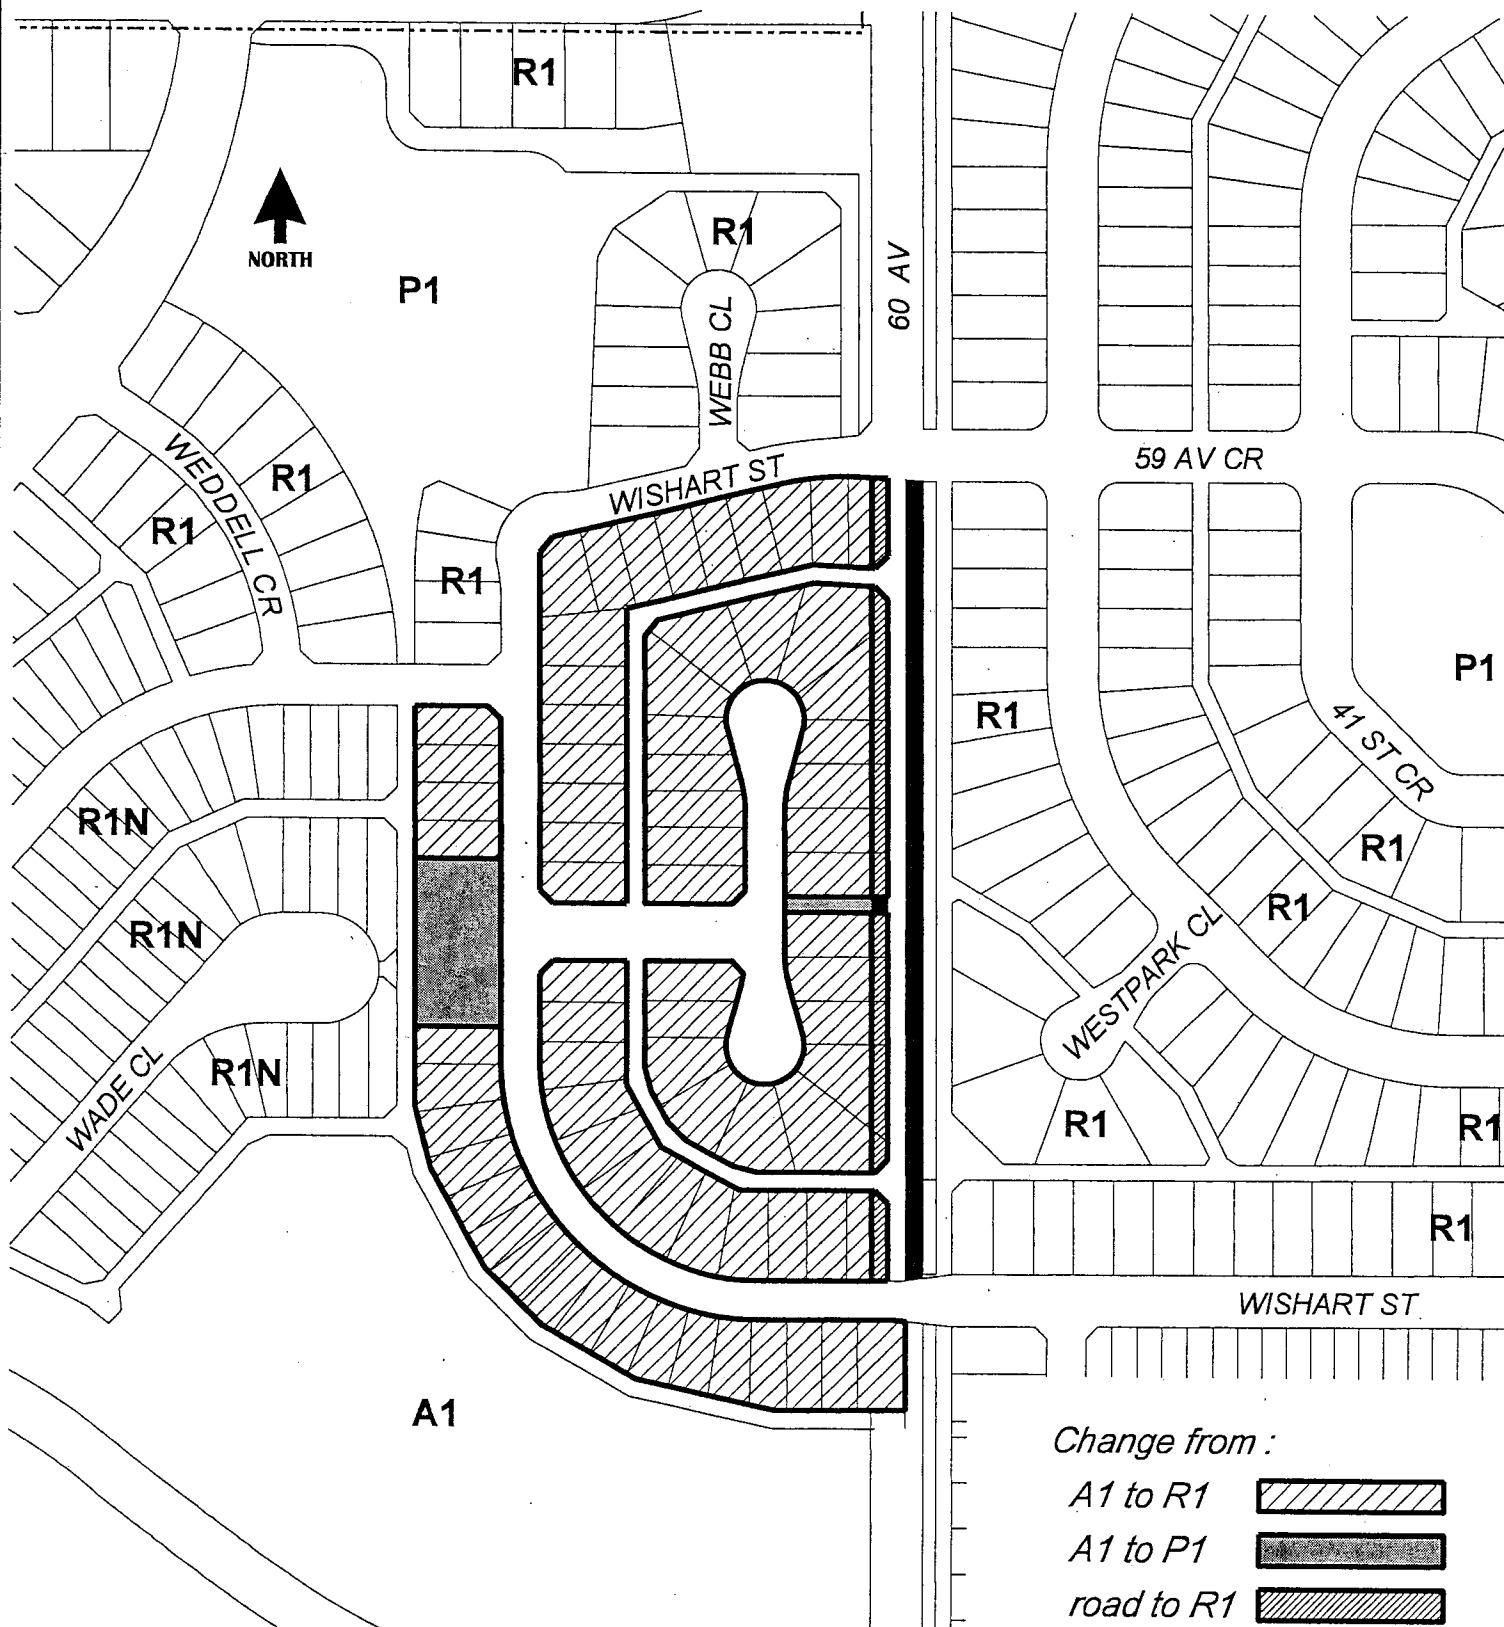 R1
NORTH
R1
P1
60 AV
WEBB CL
59 AV CR
WISHART ST
WEDDELL CR
R1
R1
R1
P1
R1
41 ST CR
R1N
R1
R1
R1N
WESTPARK CL
R1N
WADE CL
R1
R1
R1
WISHART ST
A1
Change from :
A1 to R1
A1 to P1
road to R1